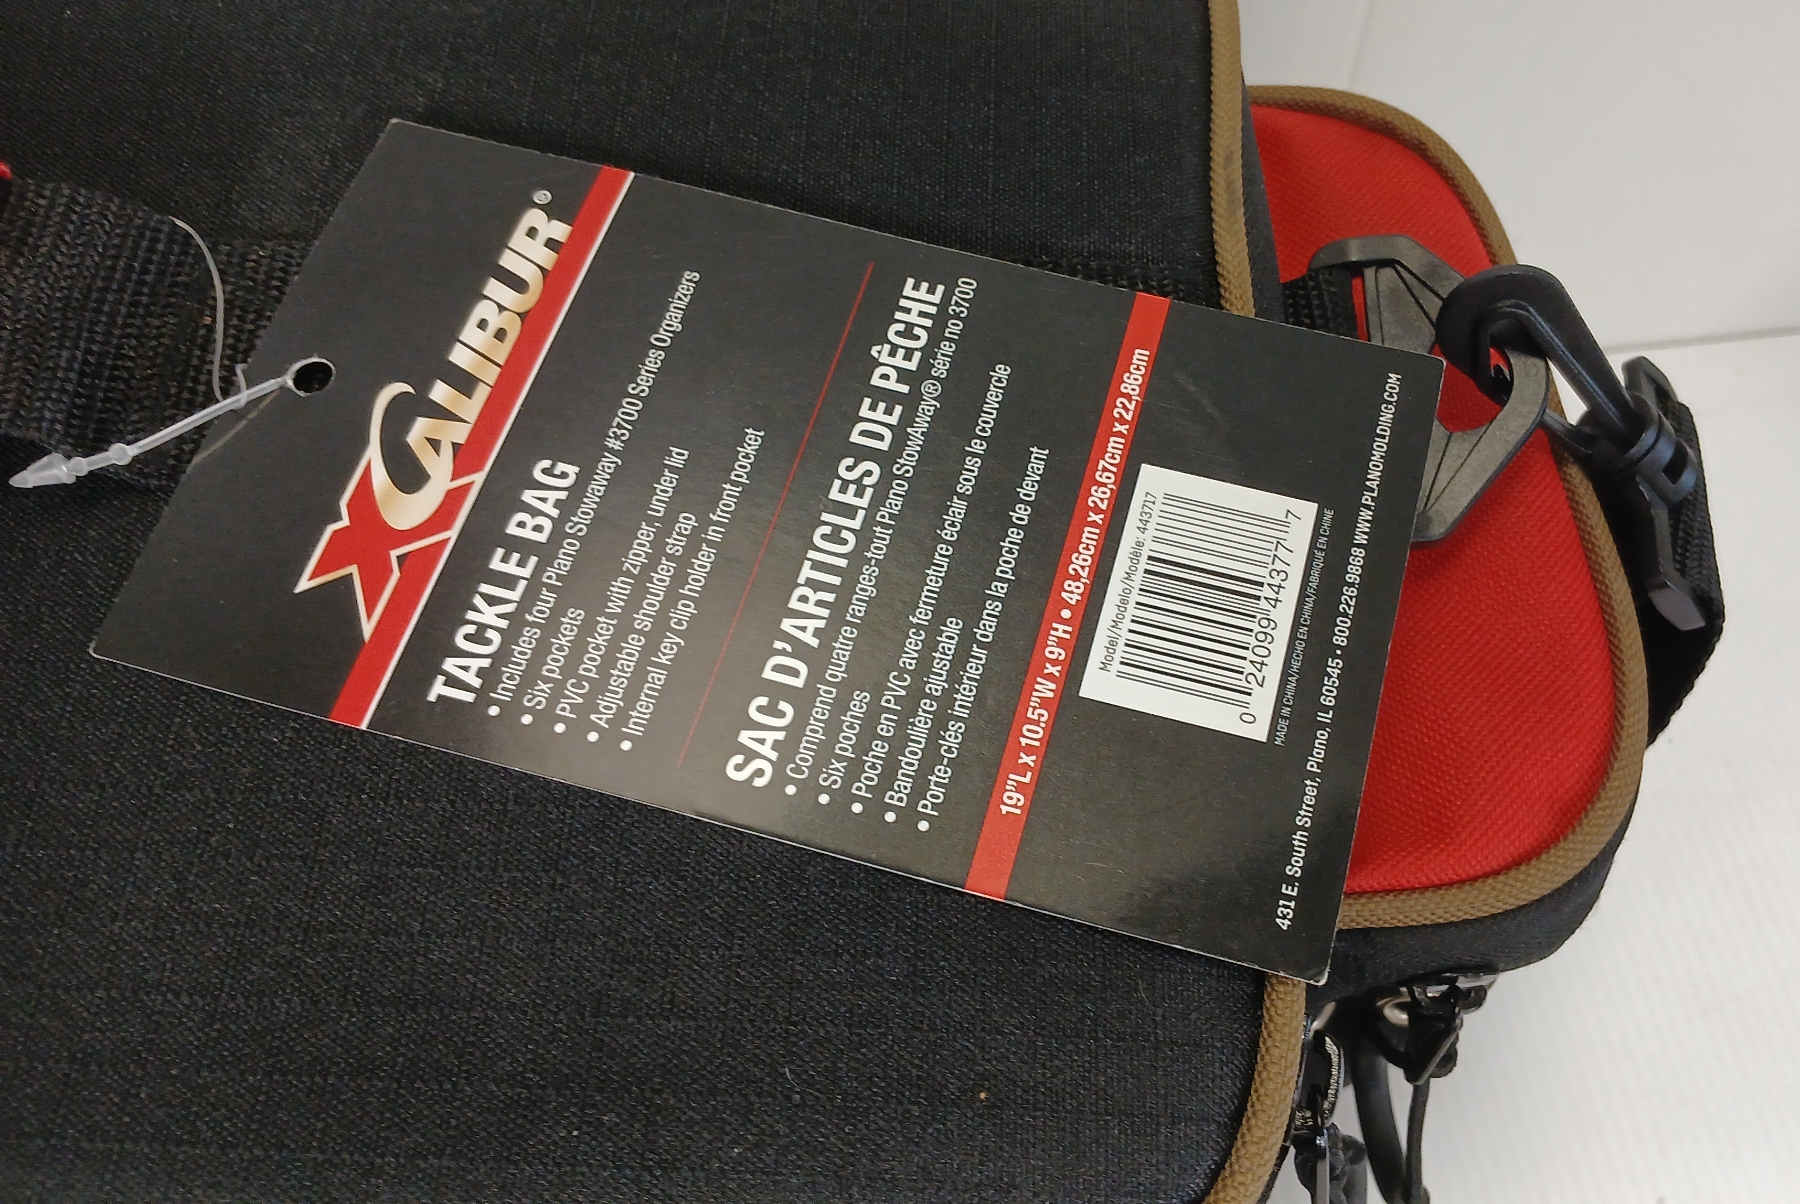 XCALIBUR®
TACKLE BAG
• Includes four Plano Stowaway #3700 Series Organizers
• Six pockets
• PVC pocket with zipper, under lid
• Adjustable shoulder strap
• Internal key clip holder in front pocket
SAC D'ARTICLES DE PÊCHE
• Comprend quatre ranges-tout Plano StowAway® série no 3700
• Six poches
• Poche en PVC avec fermeture éclair sous le couvercle
• Bandoulière ajustable
• Porte-clés intérieur dans la poche de devant
19"L x 10.5"W x 9"H • 48,26cm x 26,67cm x 22,86cm
Model/Modelo/Modèle: 443717
0 24099 44377 7
MADE IN CHINA/HECHO EN CHINA/FABRIQUÉ EN CHINE
431 E. South Street, Plano, IL 60545 • 800.226.9868 WWW.PLANOMOLDING.COM